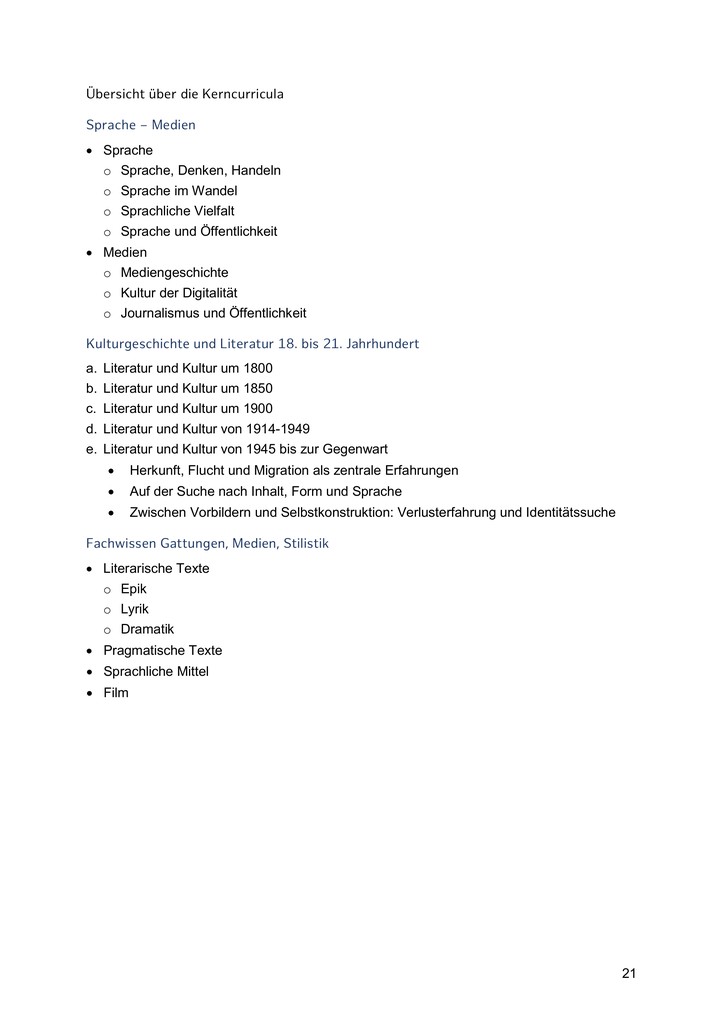 Übersicht über die Kerncurricula
Sprache – Medien
• Sprache
o Sprache, Denken, Handeln
o Sprache im Wandel
o Sprachliche Vielfalt
o Sprache und Öffentlichkeit
• Medien
o Mediengeschichte
o Kultur der Digitalität
o Journalismus und Öffentlichkeit
Kulturgeschichte und Literatur 18. bis 21. Jahrhundert
a. Literatur und Kultur um 1800
b. Literatur und Kultur um 1850
c. Literatur und Kultur um 1900
d. Literatur und Kultur von 1914-1949
e. Literatur und Kultur von 1945 bis zur Gegenwart
• Herkunft, Flucht und Migration als zentrale Erfahrungen
• Auf der Suche nach Inhalt, Form und Sprache
• Zwischen Vorbildern und Selbstkonstruktion: Verlusterfahrung und Identitätssuche
Fachwissen Gattungen, Medien, Stilistik
• Literarische Texte
o Epik
o Lyrik
o Dramatik
• Pragmatische Texte
• Sprachliche Mittel
• Film
21